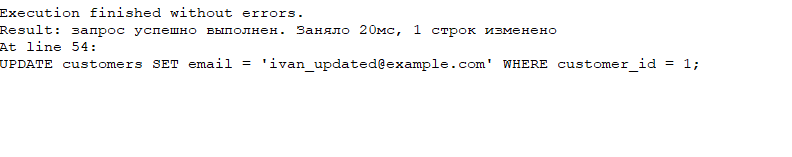 Execution finished without errors.
Result: запрос успешно выполнен. Заняло 20мс, 1 строк изменено
At line 54:
UPDATE customers SET email = 'ivan_updated@example.com' WHERE customer_id = 1;